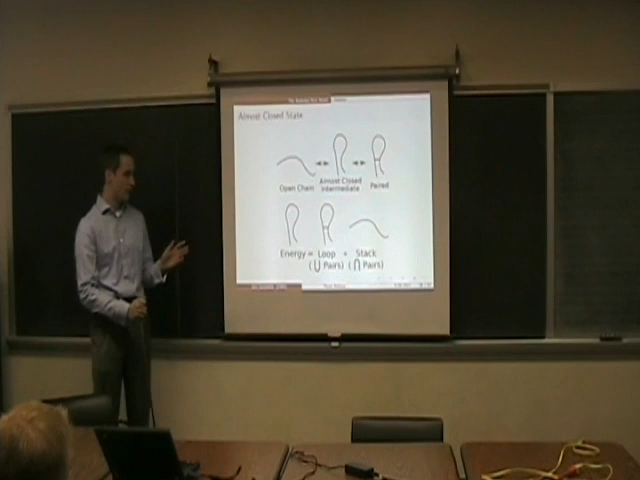 Almost Closed State
Open Chain
Almost Closed
Intermediate
Paired
Energy = Loop + Stack
(⋃ Pairs) (⋂ Pairs)